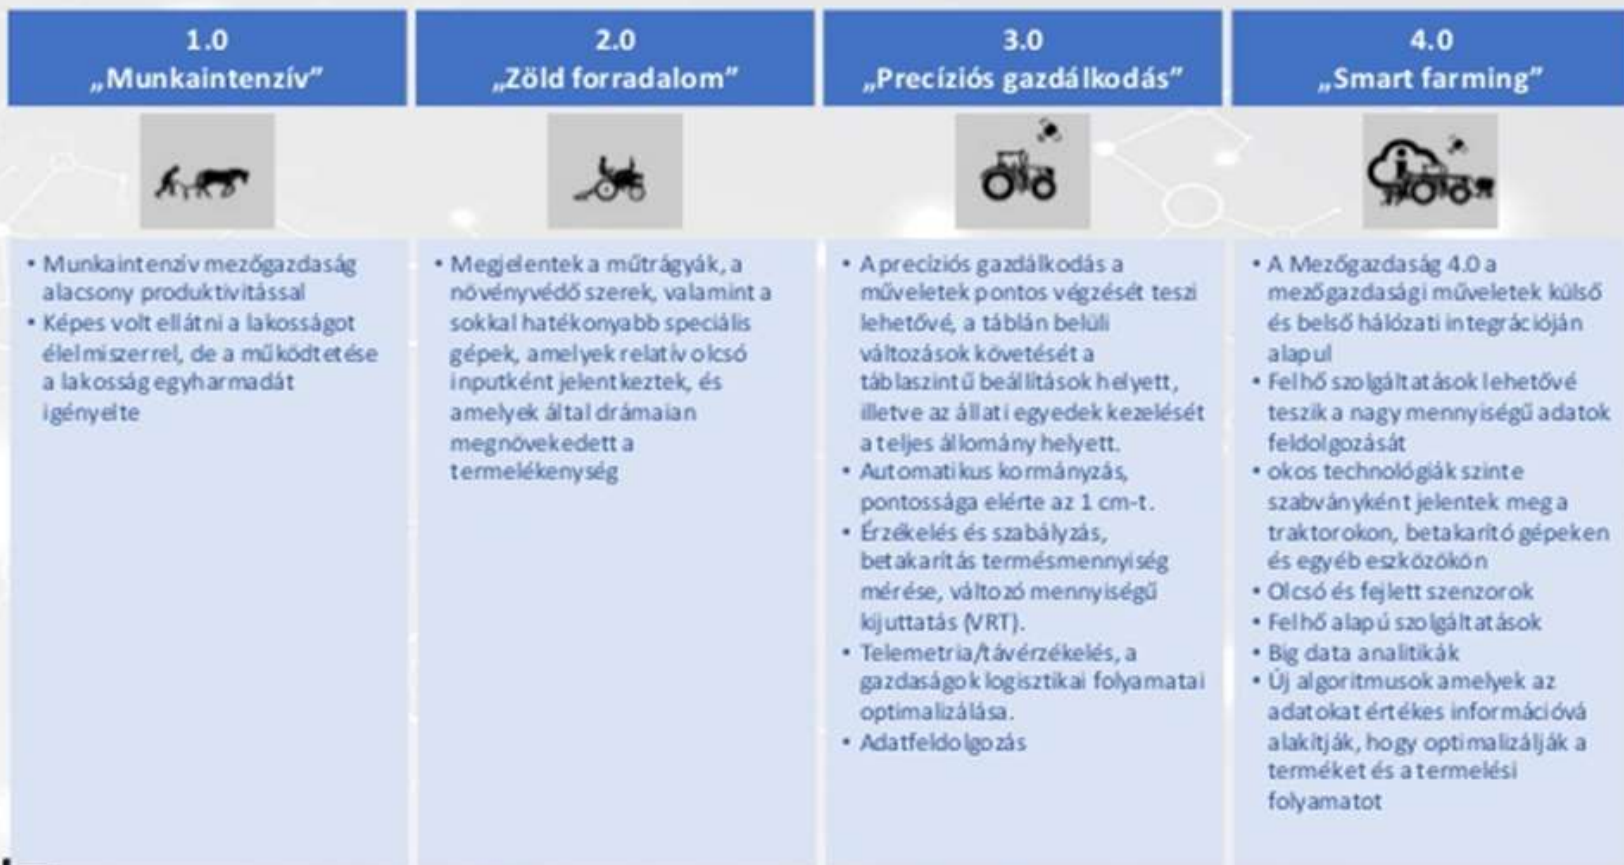 1.0
„Munkaintenzív”
2.0
„Zöld forradalom”
3.0
„Precíziós gazdálkodás”
4.0
„Smart farming”
• Munkaintenzív mezőgazdaság
alacsony produktivitással
• Képes volt ellátni a lakosságot
élelmiszerrel, de a működtetése
a lakosság egyharmadát
igényelte
• Megjelentek a műtrágyák, a
növényvédő szerek, valamint a
sokkal hatékonyabb speciális
gépek, amelyek relatív olcsó
inputként jelentkeztek, és
amelyek által drámaian
megnövekedett a
termelékenység
• A precíziós gazdálkodás a
műveletek pontos végzését teszi
lehetővé, a táblán belüli
változások követését a
táblaszintű beállítások helyett,
illetve az állati egyedek kezelését
a teljes állomány helyett.
• Automatikus kormányzás,
pontossága elérte az 1 cm-t.
• Érzékelés és szabályzás,
betakarítás termésmennyiség
mérése, változó mennyiségű
kijuttatás (VRT).
• Telemetria/távérzékelés, a
gazdaságok logisztikai folyamatai
optimalizálása.
• Adatfeldolgozás
• A Mezőgazdaság 4.0 a
mezőgazdasági műveletek külső
és belső hálózati integrációján
alapul
• Felhő szolgáltatások lehetővé
teszik a nagy mennyiségű adatok
feldolgozását
• okos technológiák szinte
szabványként jelentek meg a
traktorokon, betakarító gépeken
és egyéb eszközökön
• Olcsó és fejlett szenzorok
• Felhő alapú szolgáltatások
• Big data analitikák
• Új algoritmusok amelyek az
adatokat értékes információvá
alakítják, hogy optimalizálják a
terméket és a termelési
folyamatot